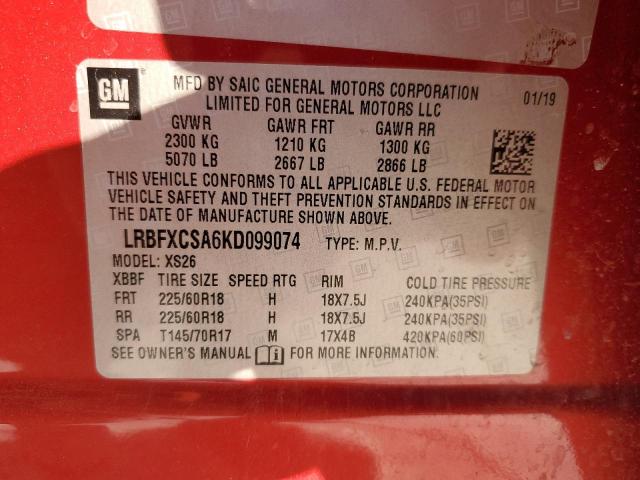 GM
MFD BY SAIC GENERAL MOTORS CORPORATION
LIMITED FOR GENERAL MOTORS LLC
01/19
GVWR GAWR FRT GAWR RR
2300 KG 1210 KG 1300 KG
5070 LB 2667 LB 2866 LB
THIS VEHICLE CONFORMS TO ALL APPLICABLE U.S. FEDERAL MOTOR
VEHICLE SAFETY AND THEFT PREVENTION STANDARDS IN EFFECT ON
THE DATE OF MANUFACTURE SHOWN ABOVE.
LRBFXCSA6KD099074 TYPE: M.P.V.
MODEL: XS26
XBBF TIRE SIZE SPEED RTG RIM COLD TIRE PRESSURE
FRT 225/60R18 H 18X7.5J 240KPA(35PSI)
RR 225/60R18 H 18X7.5J 240KPA(35PSI)
SPA T145/70R17 M 17X4B 420KPA(60PSI)
SEE OWNER'S MANUAL FOR MORE INFORMATION.